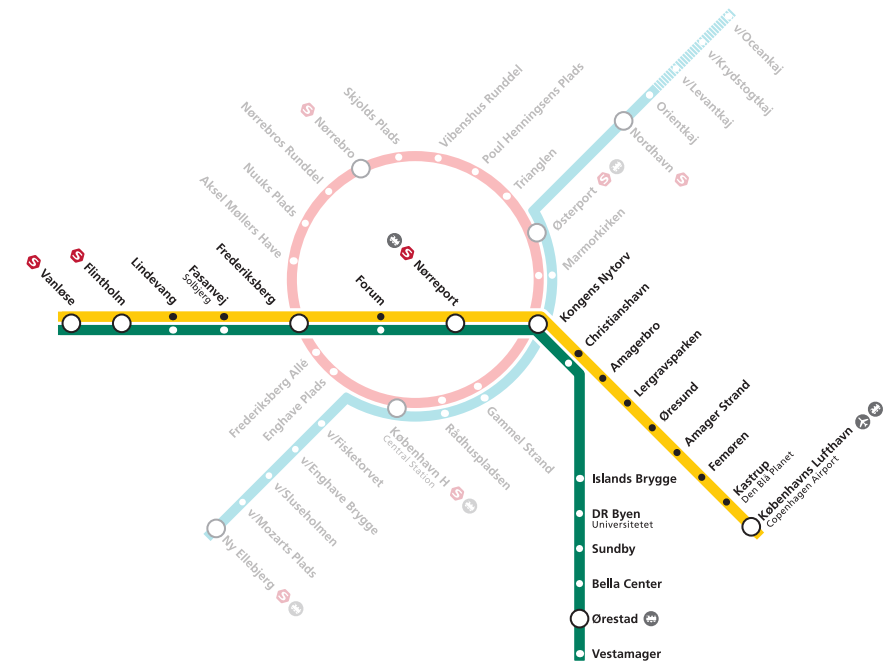 v/Oceankaj
v/Krydstogtkaj
v/Levantkaj
Orientkaj
Nordhavn
Østerport
Marmorkirken
Trianglen
Poul Henningsens Plads
Vibenshus Runddel
Skjolds Plads
Nørrebro
Nørrebros Runddel
Nuuks Plads
Aksel Møllers Have
Vanløse
Flintholm
Lindevang
Fasanvej
Solbjerg
Frederiksberg
Forum
Nørreport
Kongens Nytorv
Christianshavn
Amagerbro
Lergravsparken
Øresund
Amager Strand
Femøren
Kastrup
Den Blå Planet
Københavns Lufthavn
Copenhagen Airport
Frederiksberg Allé
Enghave Plads
København H
Central Station
Rådhuspladsen
Gammel Strand
v/Fisketorvet
v/Enghave Brygge
v/Sluseholmen
v/Mozarts Plads
Ny Ellebjerg
Islands Brygge
DR Byen
Universitetet
Sundby
Bella Center
Ørestad
Vestamager